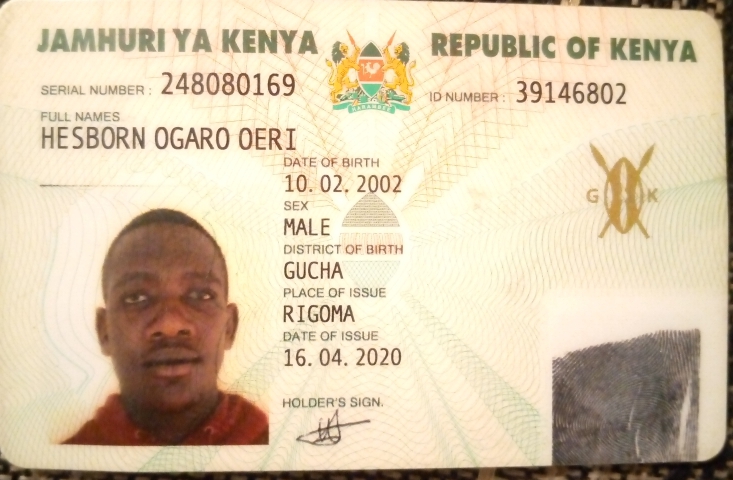 JAMHURI YA KENYA REPUBLIC OF KENYA
SERIAL NUMBER : 248080169 ID NUMBER : 39146802
FULL NAMES
HESBORN OGARO OERI
DATE OF BIRTH
10. 02. 2002
SEX
MALE
DISTRICT OF BIRTH
GUCHA
PLACE OF ISSUE
RIGOMA
DATE OF ISSUE
16. 04. 2020
HOLDER'S SIGN.
G K
HARAMBEE